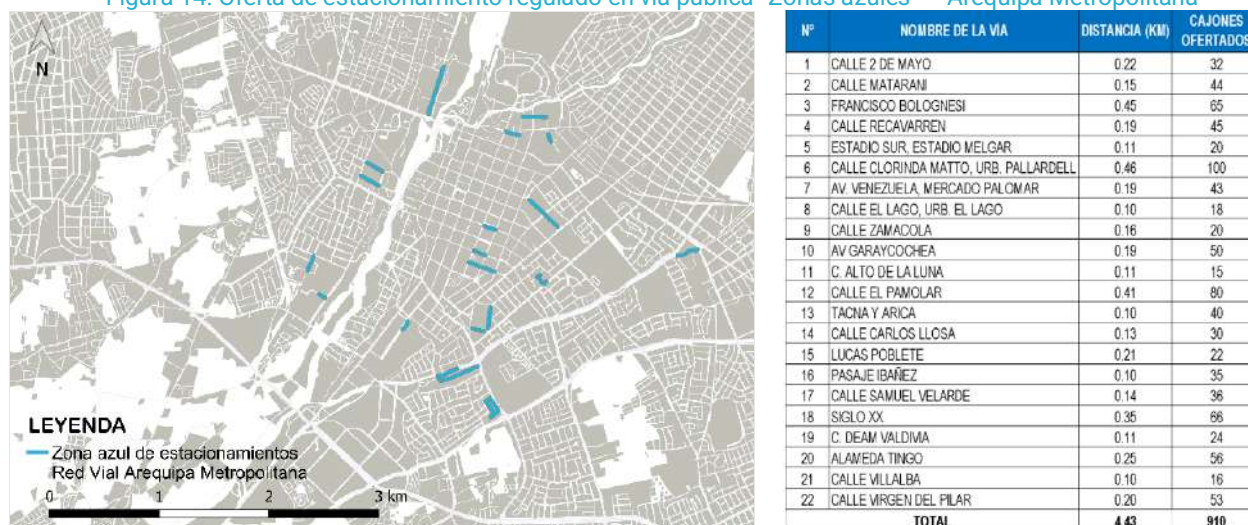 Figura 14. Oferta de estacionamiento regulado en vía pública "Zonas azules" — Arequipa Metropolitana
N
LEYENDA
Zona azul de estacionamientos
Red Vial Arequipa Metropolitana
0 1 2 3 km
N° NOMBRE DE LA VIA DISTANCIA (KM) CAJONES OFERTADOS
1 CALLE 2 DE MAYO 0.22 32
2 CALLE MATARANI 0.15 44
3 FRANCISCO BOLOGNESI 0.45 65
4 CALLE RECAVARREN 0.19 45
5 ESTADIO SUR, ESTADIO MELGAR 0.11 20
6 CALLE CLORINDA MATTO, URB. PALLARDELL 0.46 100
7 AV. VENEZUELA, MERCADO PALOMAR 0.19 43
8 CALLE EL LAGO, URB. EL LAGO 0.10 18
9 CALLE ZAMACOLA 0.16 20
10 AV GARAYCOCHEA 0.19 50
11 C. ALTO DE LA LUNA 0.11 15
12 CALLE EL PAMOLAR 0.41 80
13 TACNA Y ARICA 0.10 40
14 CALLE CARLOS LLOSA 0.13 30
15 LUCAS POBLETE 0.21 22
16 PASAJE IBAÑEZ 0.10 35
17 CALLE SAMUEL VELARDE 0.14 36
18 SIGLO XX 0.35 66
19 C. DEAM VALDIVIA 0.11 24
20 ALAMEDA TINGO 0.25 56
21 CALLE VILLALBA 0.10 16
22 CALLE VIRGEN DEL PILAR 0.20 53
TOTAL 4.43 910